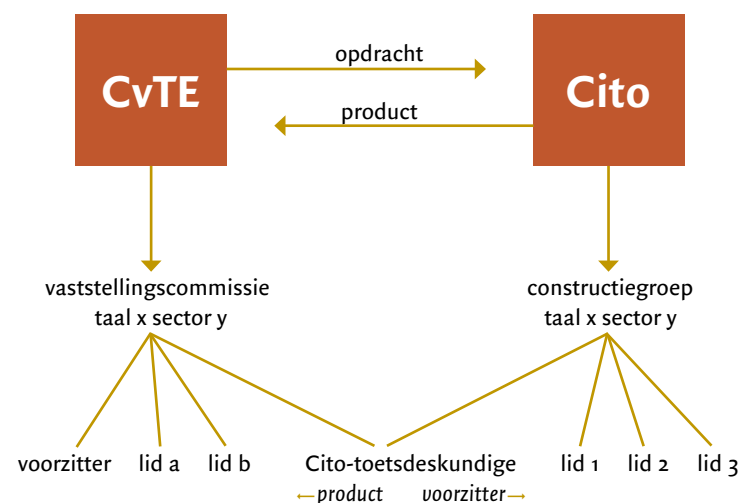 opdracht
CvTE
Cito
product
vaststellingscommissie
taal x sector y
constructiegroep
taal x sector y
voorzitter
lid a
lid b
Cito-toetsdeskundige
lid 1
lid 2
lid 3
←product
voorzitter→